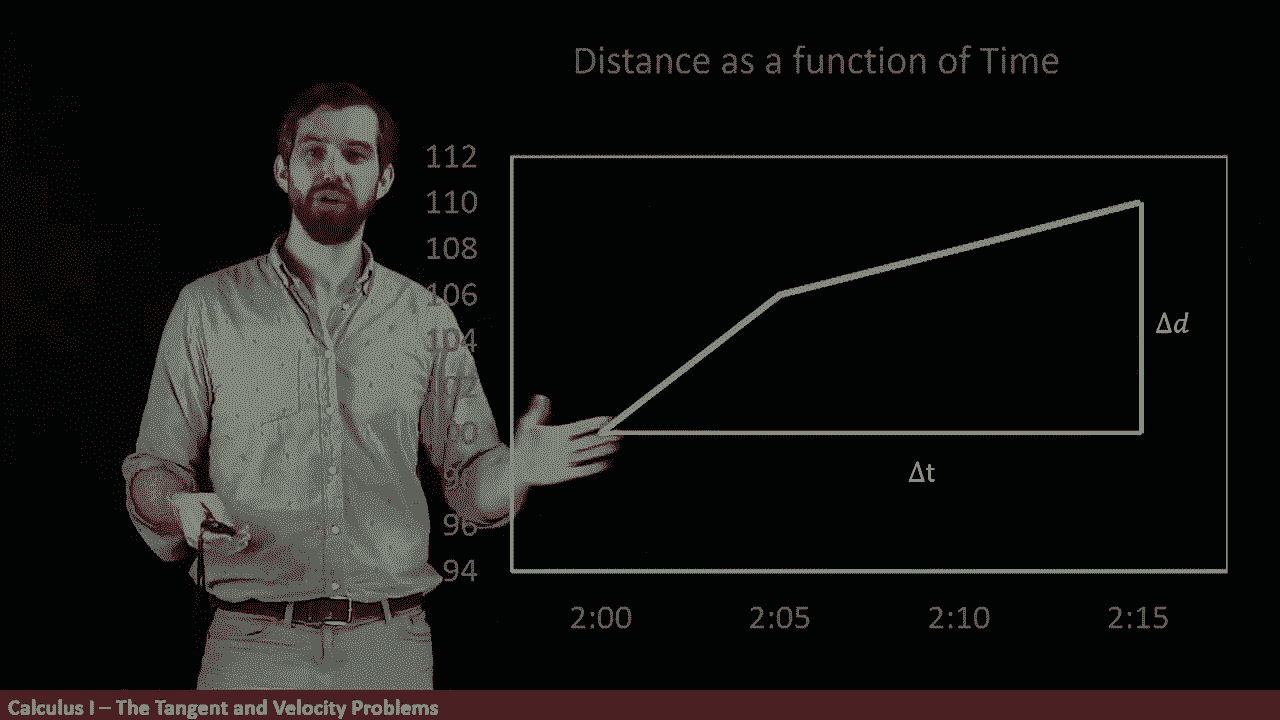 Distance as a function of Time
112
110
108
106
104
96
94
Δd
Δt
2:00
2:05
2:10
2:15
Calculus I – The Tangent and Velocity Problems